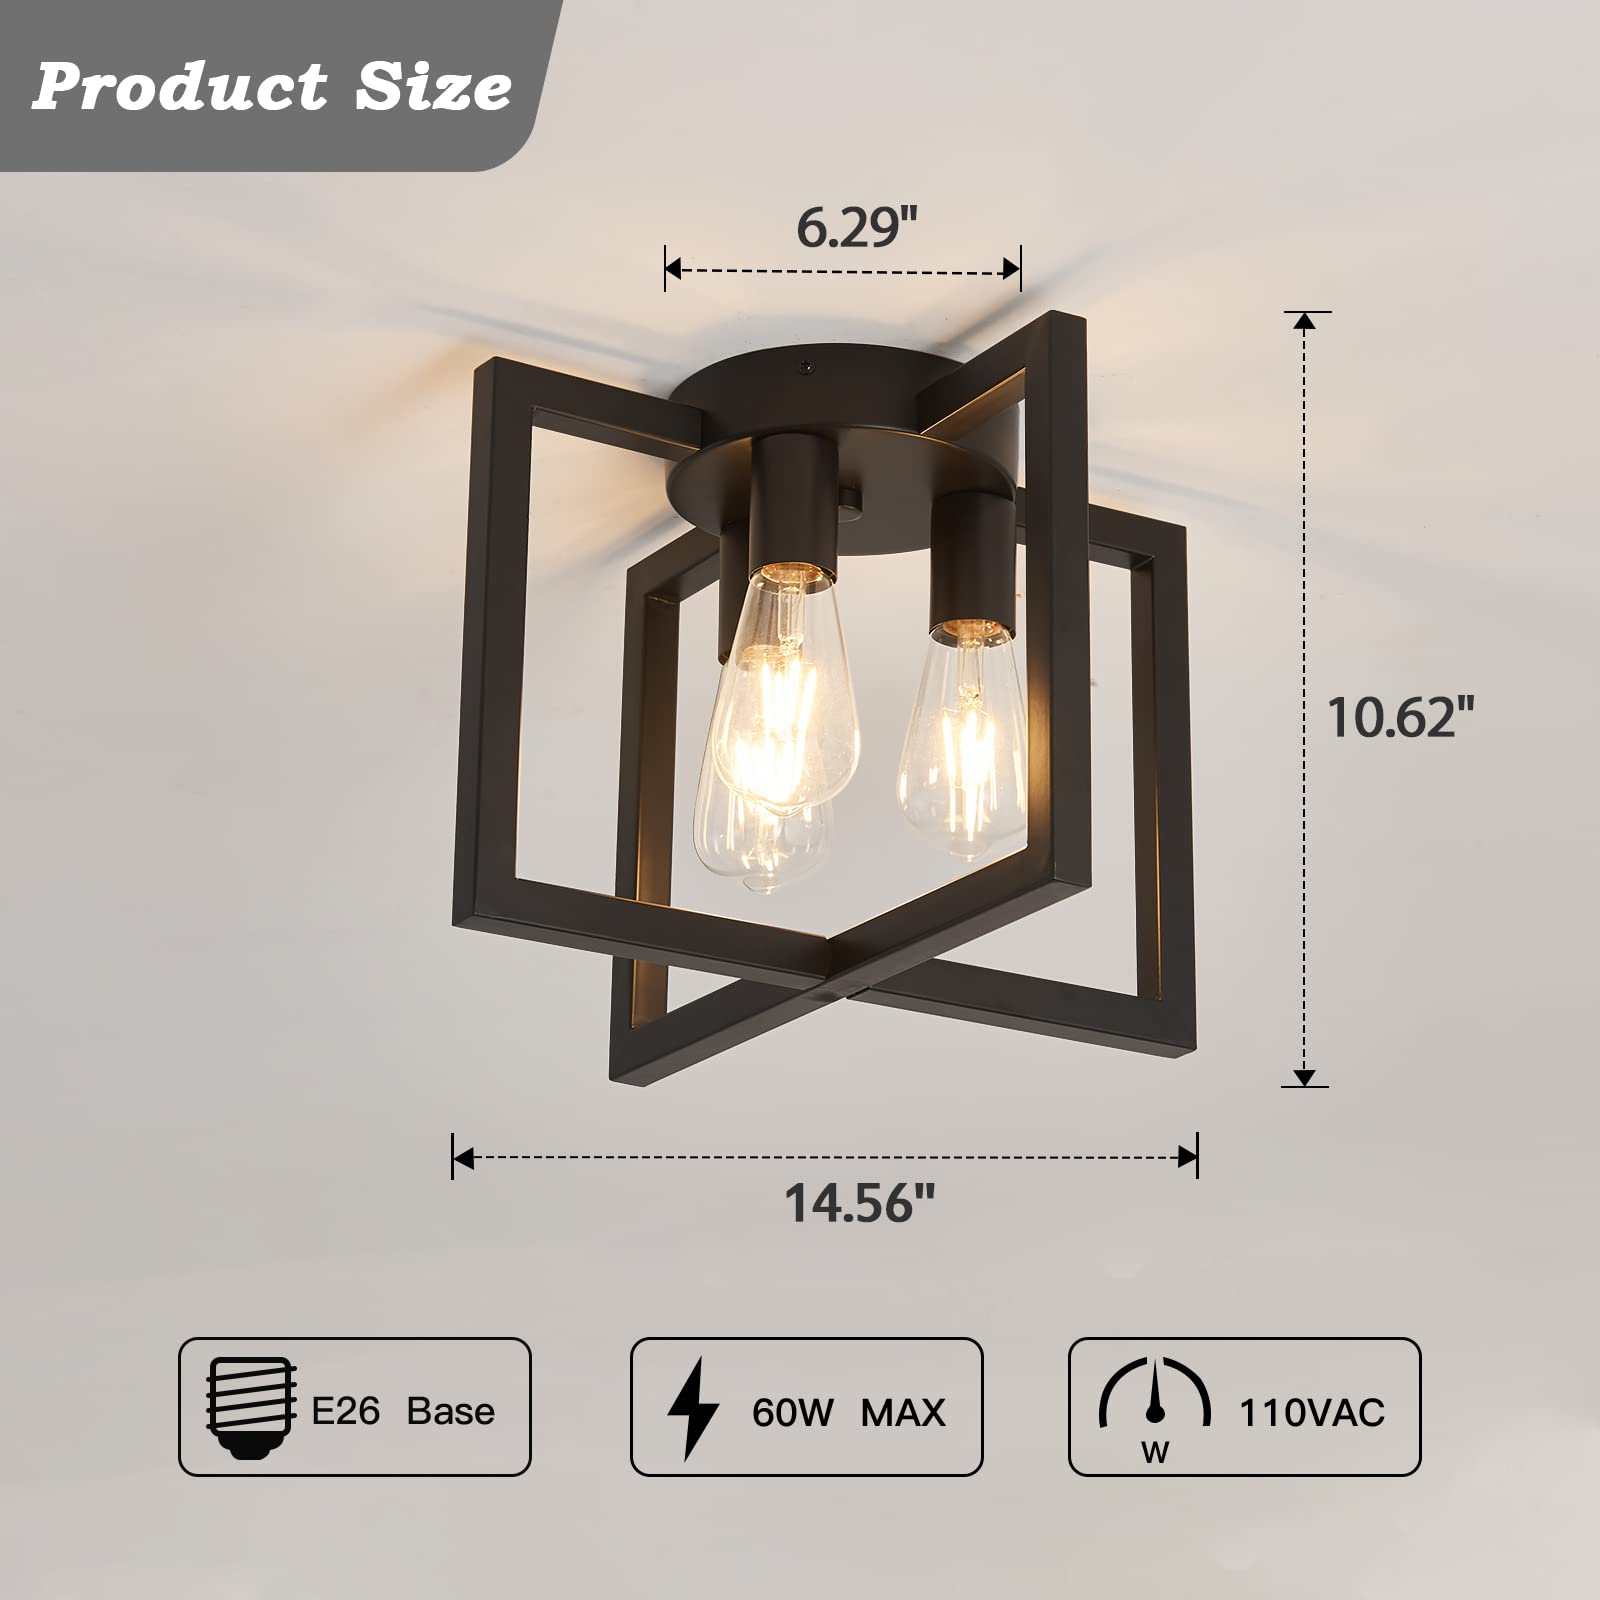 Product Size
6.29"
10.62"
14.56"
E26 Base
60W MAX
W
110VAC